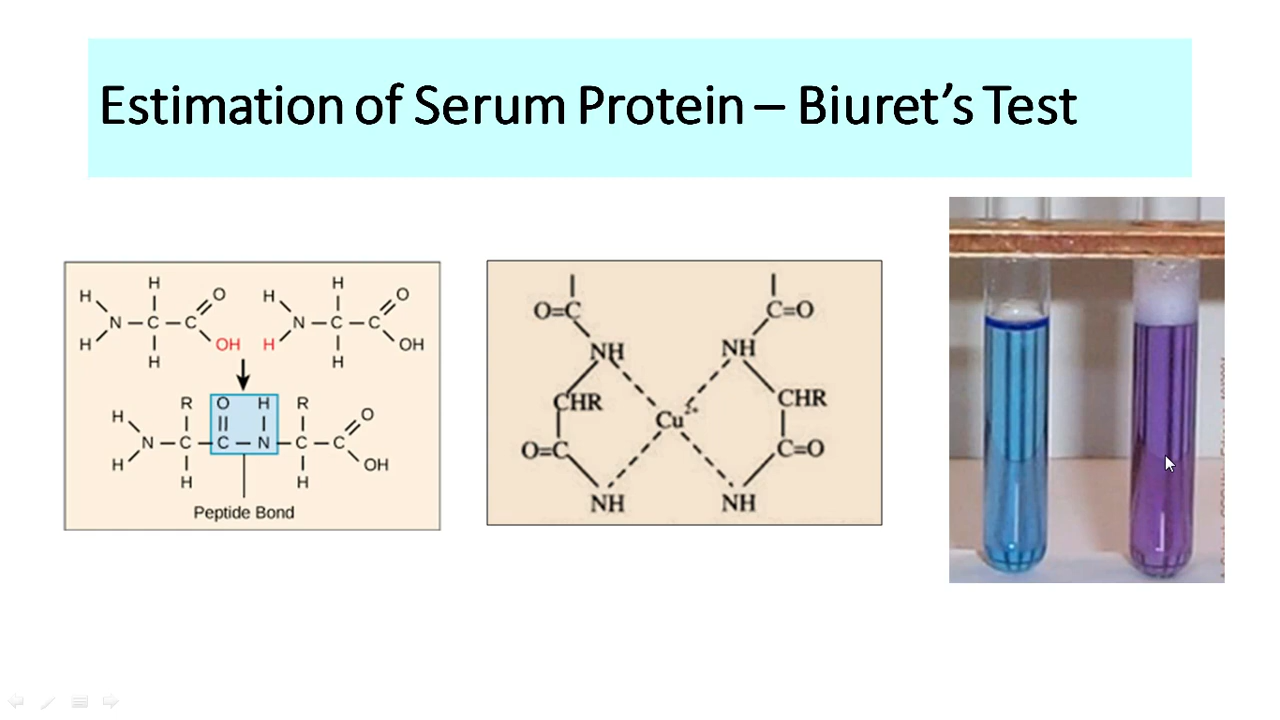 Estimation of Serum Protein – Biuret’s Test
H H O H H O
N – C – C N – C – C
H H OH H H OH
H R O H R O
N – C – C – N – C – C
H H H OH
Peptide Bond
O=C C=O
NH NH
CHR CHR
Cu
O=C C=O
NH NH